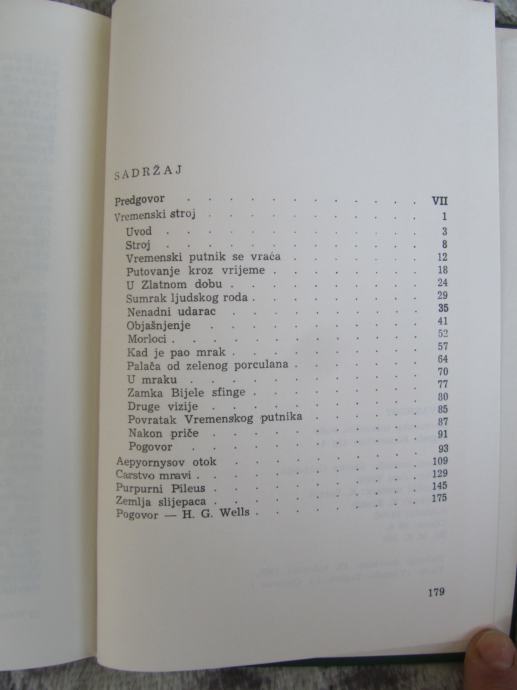 SADRŽAJ
Predgovor . . . . . . . . . . . . VII
Vremenski stroj . . . . . . . . . . . 1
Uvod . . . . . . . . . . . . 3
Stroj . . . . . . . . . . . . 8
Vremenski putnik se vraća . . . . . . . 12
Putovanje kroz vrijeme . . . . . . . . 18
U Zlatnom dobu . . . . . . . . . 24
Sumrak ljudskog roda . . . . . . . . 29
Nenadni udarac . . . . . . . . . . 35
Objašnjenje . . . . . . . . . . 41
Morloci . . . . . . . . . . . . 52
Kad je pao mrak . . . . . . . . . 57
Palača od zelenog porculana . . . . . . 64
U mraku . . . . . . . . . . . 70
Zamka Bijele sfinge . . . . . . . . 77
Druge vizije . . . . . . . . . . 80
Povratak Vremenskog putnika . . . . . . 85
Nakon priče . . . . . . . . . . 87
Pogovor . . . . . . . . . . . 91
Aepyornysov otok . . . . . . . . . . 93
Carstvo mravi . . . . . . . . . . . 109
Purpurni Pileus . . . . . . . . . . 129
Zemlja slijepaca . . . . . . . . . . 145
Pogovor — H. G. Wells . . . . . . . . . 175
179